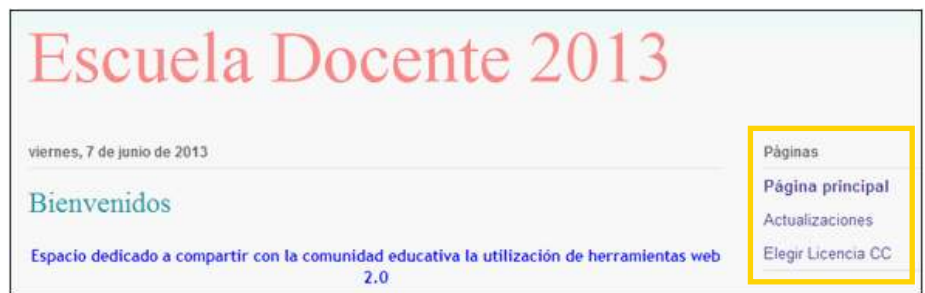 Escuela Docente 2013
viernes, 7 de junio de 2013
Bienvenidos
Espacio dedicado a compartir con la comunidad educativa la utilización de herramientas web
2.0
Páginas
Página principal
Actualizaciones
Elegir Licencia CC